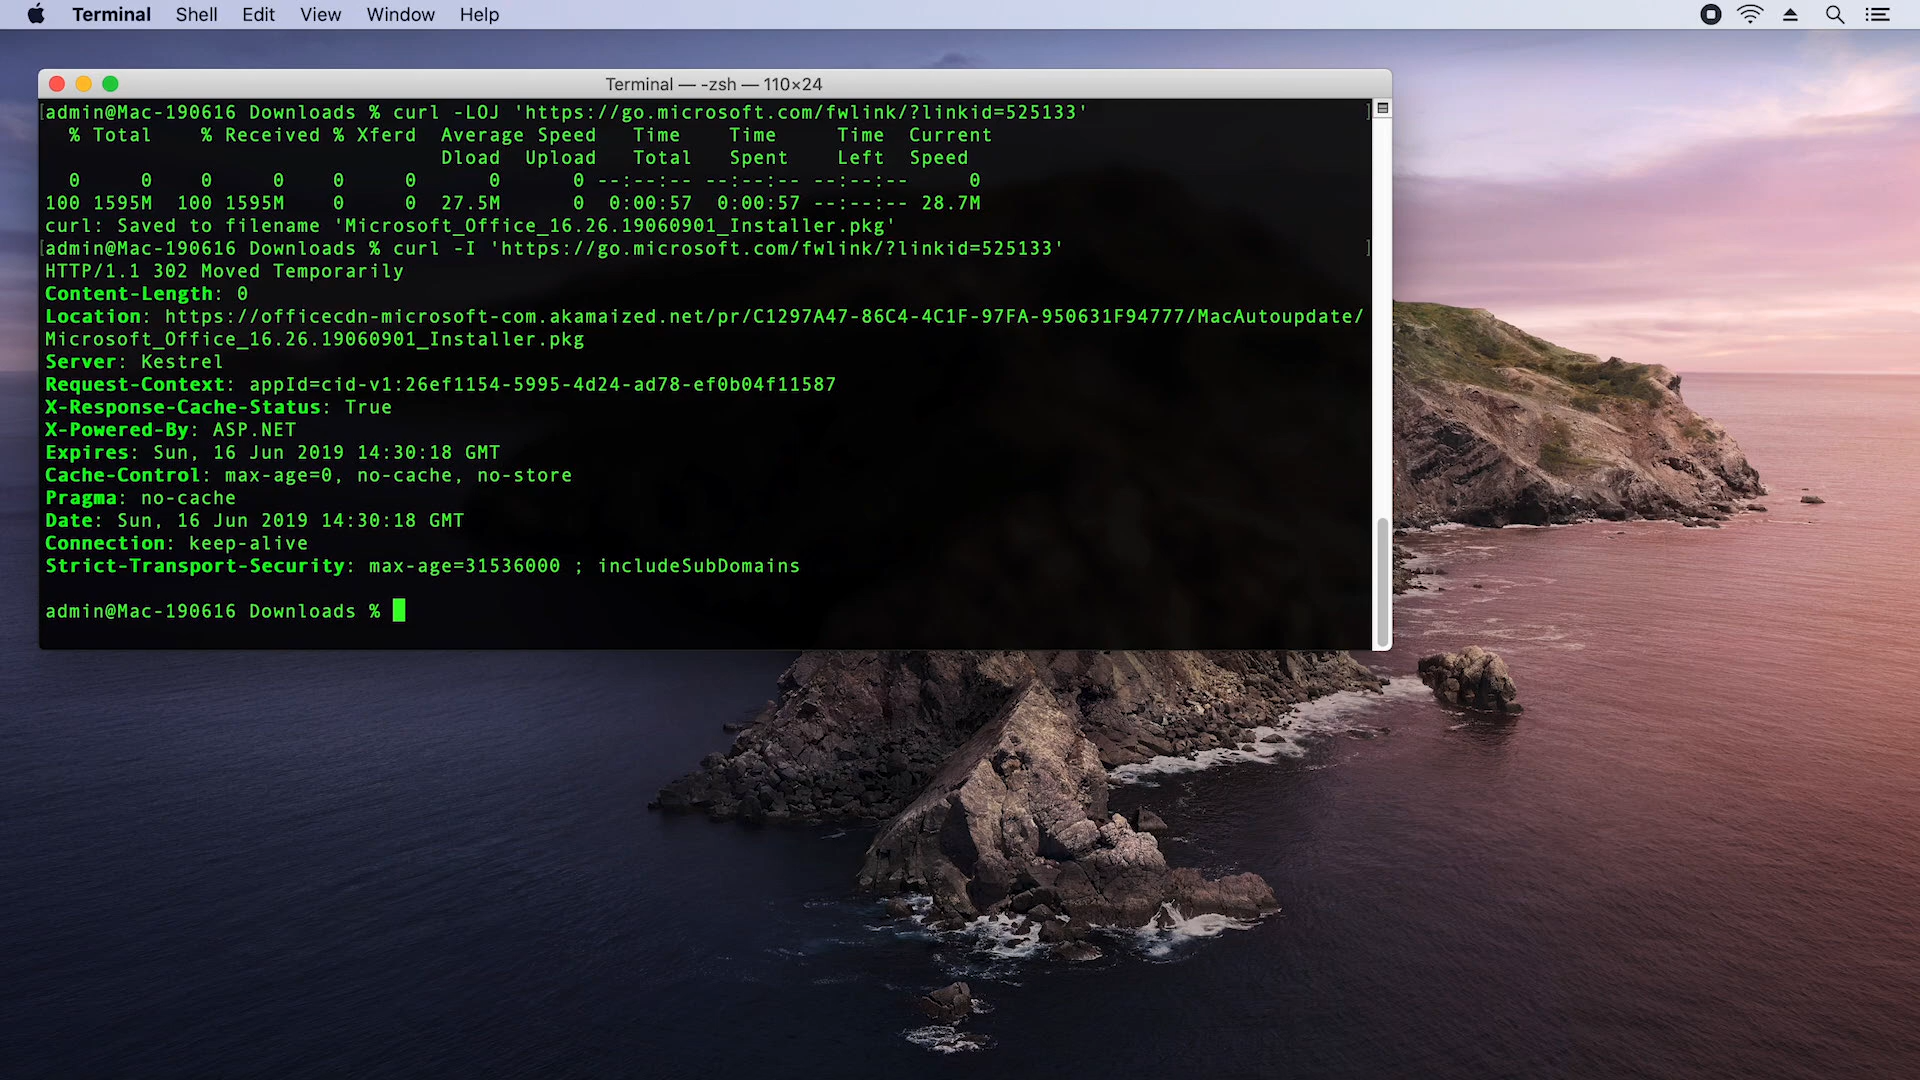 Terminal Shell Edit View Window Help
Terminal — -zsh — 110×24
[admin@Mac-190616 Downloads % curl -LOJ 'https://go.microsoft.com/fwlink/?linkid=525133' ]
% Total % Received % Xferd Average Speed Time Time Time Current
Dload Upload Total Spent Left Speed
0 0 0 0 0 0 0 0 --:--:-- --:--:-- --:--:-- 0
100 1595M 100 1595M 0 0 27.5M 0 0:00:57 0:00:57 --:--:-- 28.7M
curl: Saved to filename 'Microsoft_Office_16.26.19060901_Installer.pkg'
[admin@Mac-190616 Downloads % curl -I 'https://go.microsoft.com/fwlink/?linkid=525133' ]
HTTP/1.1 302 Moved Temporarily
Content-Length: 0
Location: https://officecdn-microsoft-com.akamaized.net/pr/C1297A47-86C4-4C1F-97FA-950631F94777/MacAutoupdate/
Microsoft_Office_16.26.19060901_Installer.pkg
Server: Kestrel
Request-Context: appId=cid-v1:26ef1154-5995-4d24-ad78-ef0b04f11587
X-Response-Cache-Status: True
X-Powered-By: ASP.NET
Expires: Sun, 16 Jun 2019 14:30:18 GMT
Cache-Control: max-age=0, no-cache, no-store
Pragma: no-cache
Date: Sun, 16 Jun 2019 14:30:18 GMT
Connection: keep-alive
Strict-Transport-Security: max-age=31536000 ; includeSubDomains
admin@Mac-190616 Downloads %